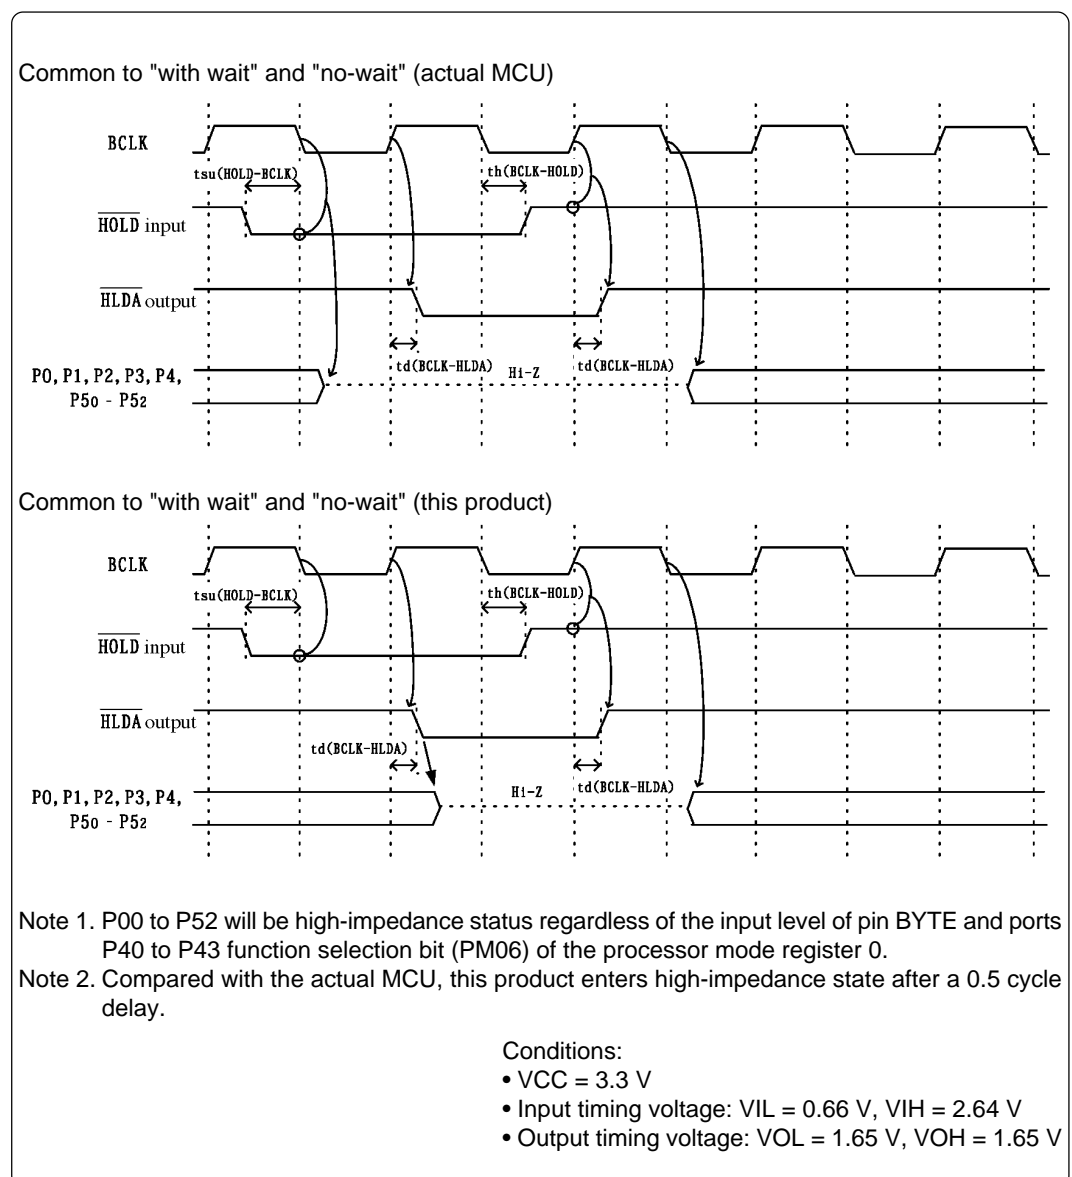 Common to "with wait" and "no-wait" (actual MCU)
BCLK
tsu(HOLD-BCLK)
th(BCLK-HOLD)
HOLD input
HLDA output
td(BCLK-HLDA)
Hi-Z
td(BCLK-HLDA)
P0, P1, P2, P3, P4,
P50 - P52
Common to "with wait" and "no-wait" (this product)
BCLK
tsu(HOLD-BCLK)
th(BCLK-HOLD)
HOLD input
HLDA output
td(BCLK-HLDA)
Hi-Z
td(BCLK-HLDA)
P0, P1, P2, P3, P4,
P50 - P52
Note 1. P00 to P52 will be high-impedance status regardless of the input level of pin BYTE and ports
P40 to P43 function selection bit (PM06) of the processor mode register 0.
Note 2. Compared with the actual MCU, this product enters high-impedance state after a 0.5 cycle
delay.
Conditions:
• VCC = 3.3 V
• Input timing voltage: VIL = 0.66 V, VIH = 2.64 V
• Output timing voltage: VOL = 1.65 V, VOH = 1.65 V